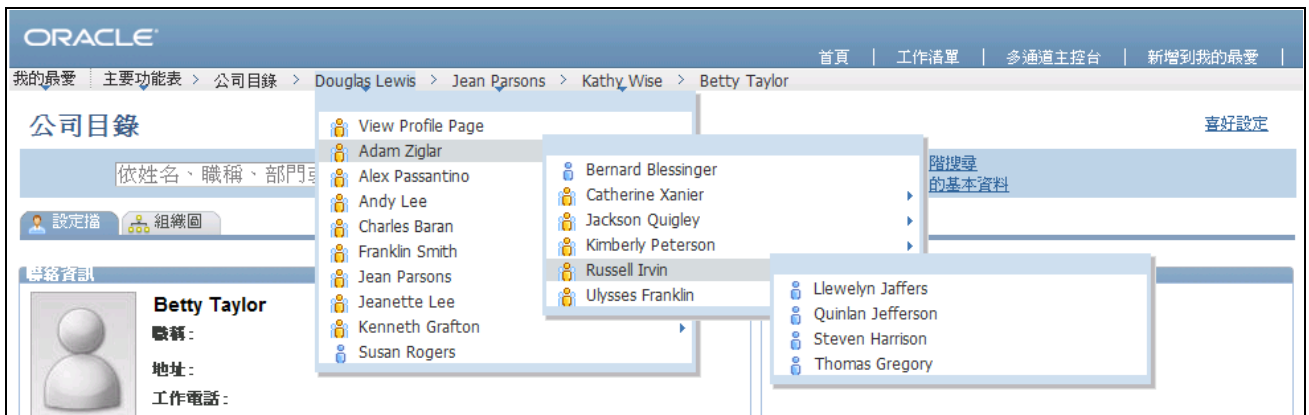 ORACLE
首頁 | 工作清單 | 多通道主控台 | 新增到我的最愛 |
我的最愛 主要功能表 > 公司目錄 > Douglas Lewis > Jean Parsons > Kathy Wise > Betty Taylor
公司目錄
喜好設定
依姓名、職稱、部門
階搜尋
的基本資料
設定檔 組織圖
聯絡資訊
Betty Taylor
職稱:
地址:
工作電話:
View Profile Page
Adam Ziglar
Alex Passantino
Andy Lee
Charles Baran
Franklin Smith
Jean Parsons
Jeanette Lee
Kenneth Grafton
Susan Rogers
Bernard Blessinger
Catherine Xanier
Jackson Quigley
Kimberly Peterson
Russell Irvin
Ulysses Franklin
Llewelyn Jaffers
Quinlan Jefferson
Steven Harrison
Thomas Gregory